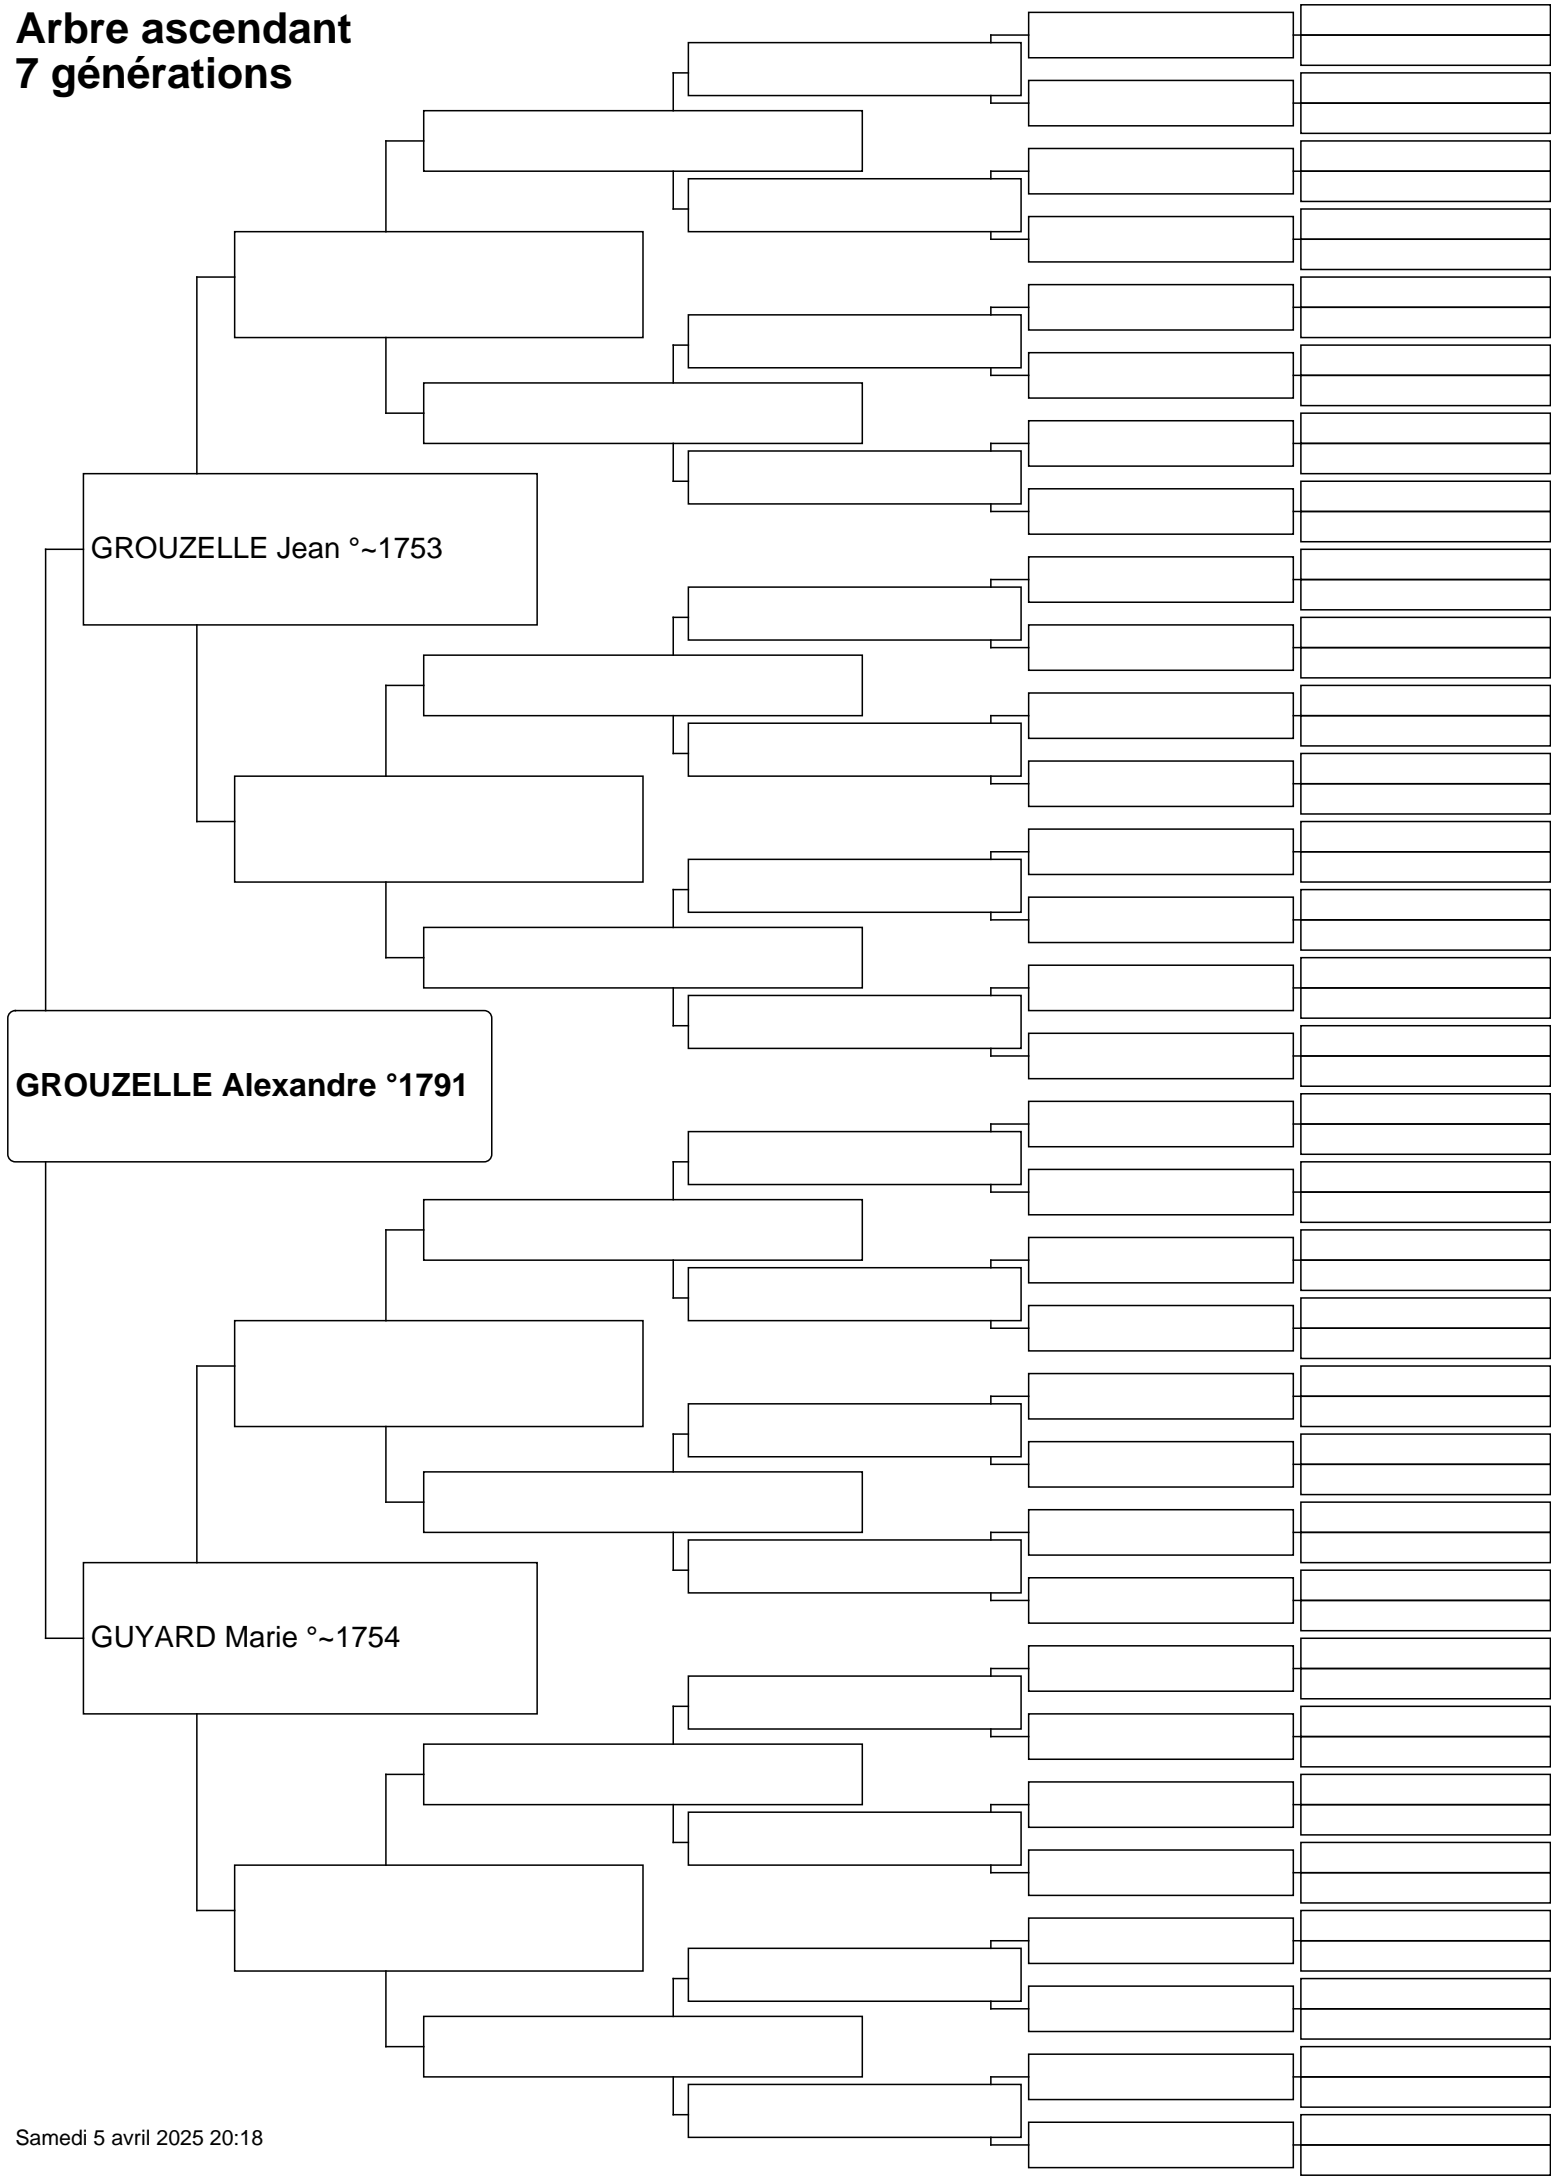 Arbre ascendant
7 générations
GROUZELLE Jean °~1753
GROUZELLE Alexandre °1791
GUYARD Marie °~1754
Samedi 5 avril 2025 20:18